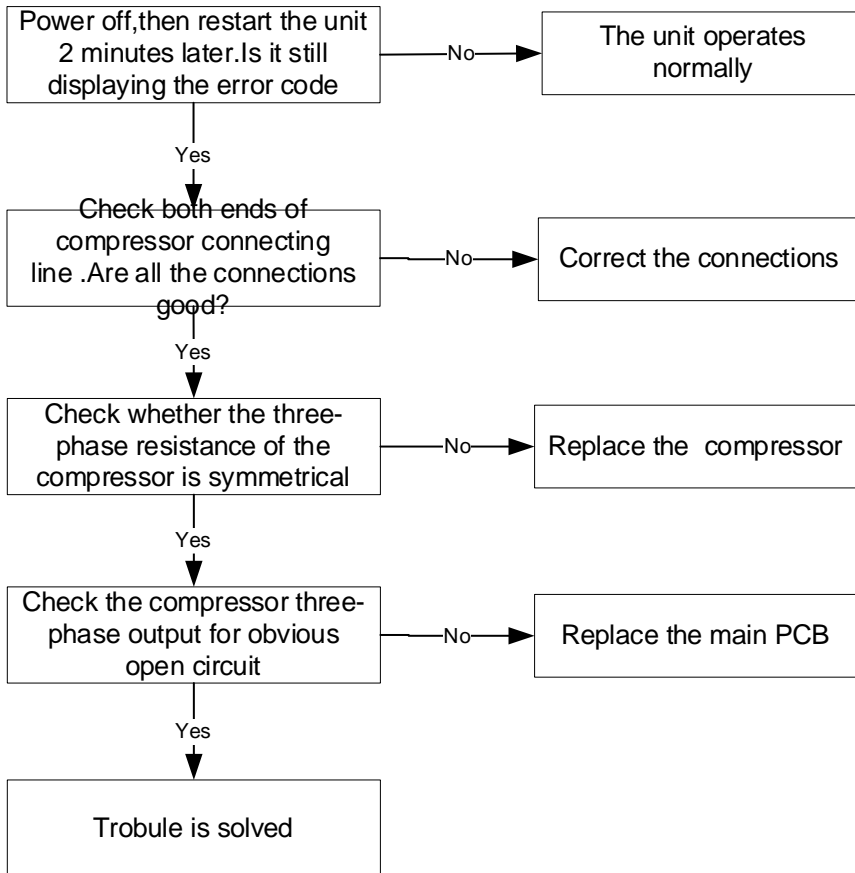 Power off,then restart the unit
2 minutes later.Is it still
displaying the error code
No
The unit operates
normally
Yes
Check both ends of
compressor connecting
line .Are all the connections
good?
No
Correct the connections
Yes
Check whether the three-
phase resistance of the
compressor is symmetrical
No
Replace the  compressor
Yes
Check the compressor three-
phase output for obvious
open circuit
No
Replace the main PCB
Yes
Trobule is solved